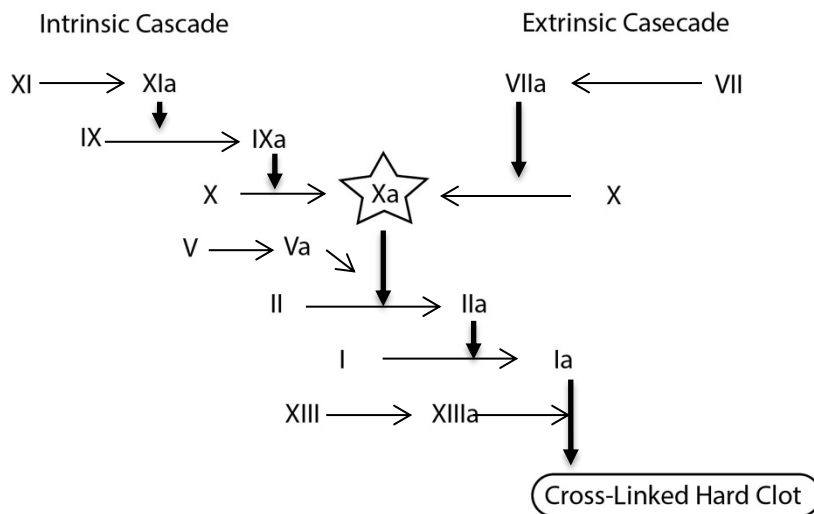 Intrinsic Cascade Extrinsic Casecade
XI XIa VIIa VII
IX IXa
X Xa X
V Va
II IIa
I Ia
XIII XIIIa
Cross-Linked Hard Clot